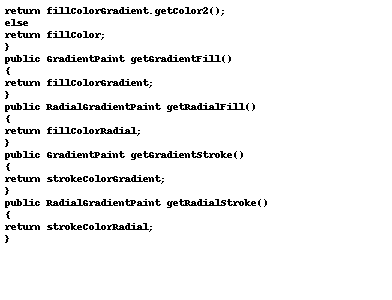 return fillColorGradient.getColor2();
else
return fillColor;
}
public GradientPaint getGradientFill()
{
return fillColorGradient;
}
public RadialGradientPaint getRadialFill()
{
return fillColorRadial;
}
public GradientPaint getGradientStroke()
{
return strokeColorGradient;
}
public RadialGradientPaint getRadialStroke()
{
return strokeColorRadial;
}